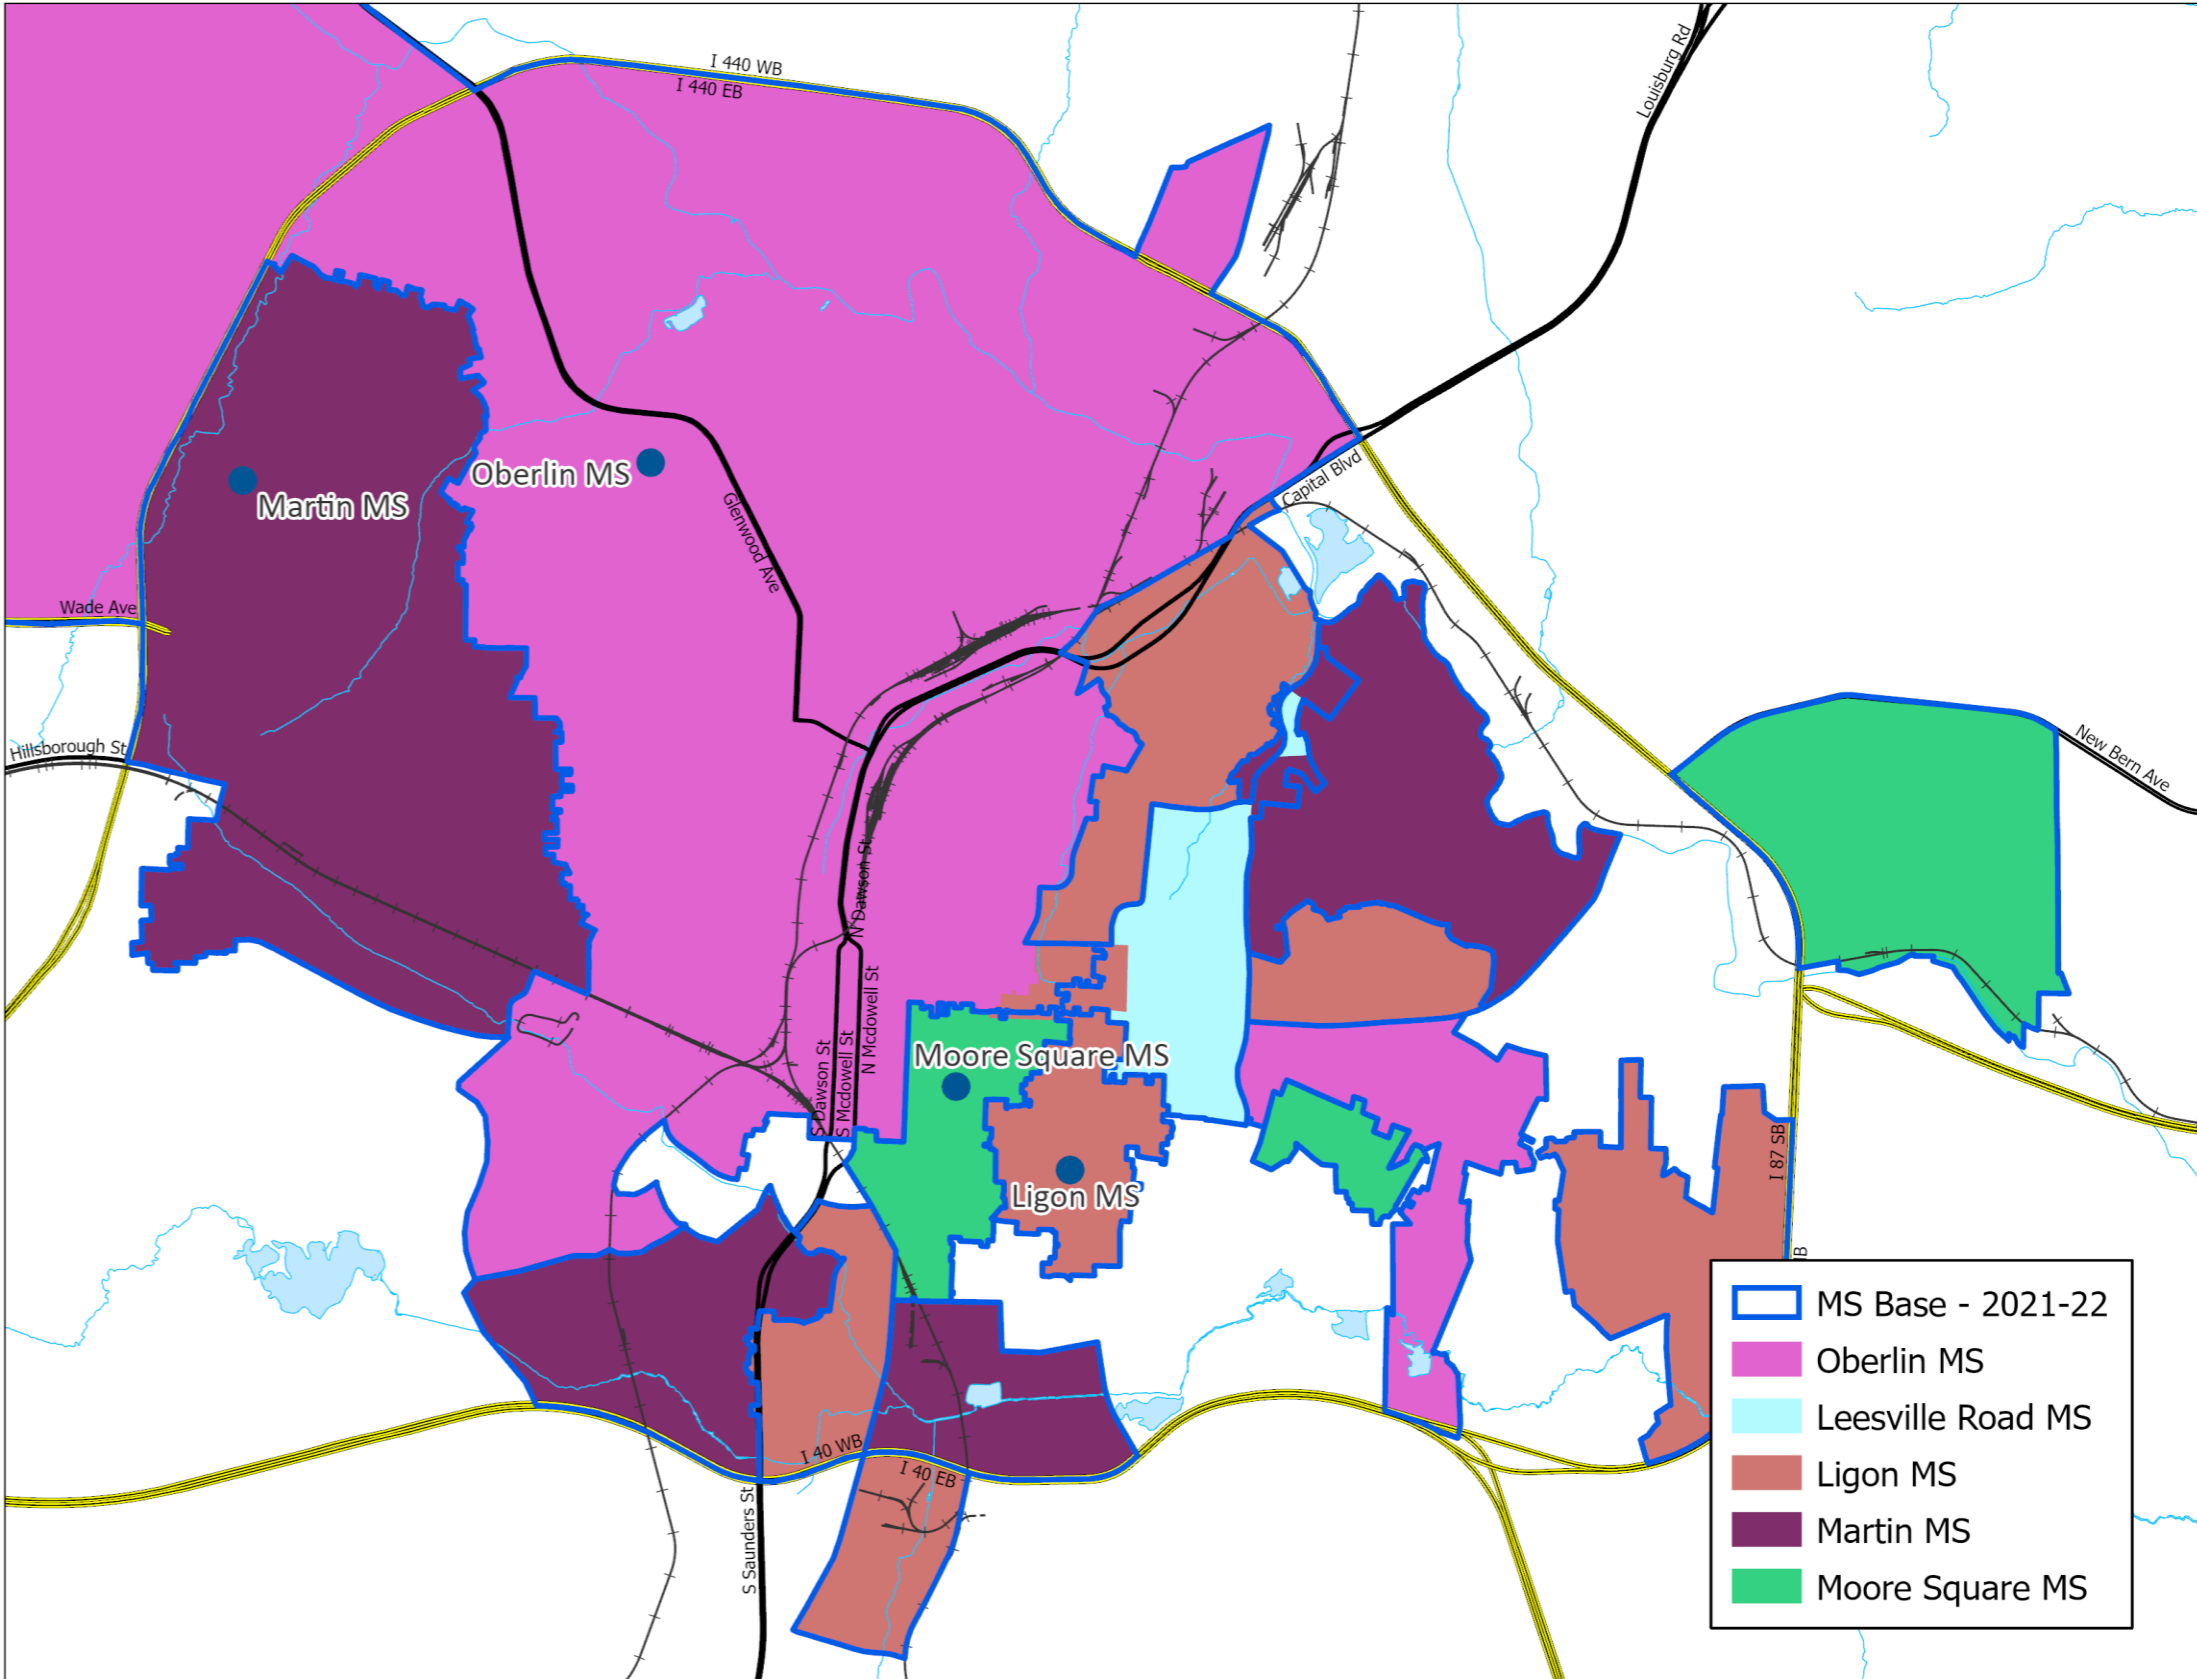 I 440 WB
I 440 EB
Louisburg Rd
Capital Blvd
Oberlin MS
Martin MS
Glenwood Ave
Wade Ave
Hillsborough St
New Bern Ave
N Dawson St
N Mcdowell St
Moore Square MS
S Dawson St
S Mcdowell St
Ligon MS
I 87 SB
I 40 WB
I 40 EB
S Saunders St
MS Base - 2021-22
Oberlin MS
Leesville Road MS
Ligon MS
Martin MS
Moore Square MS